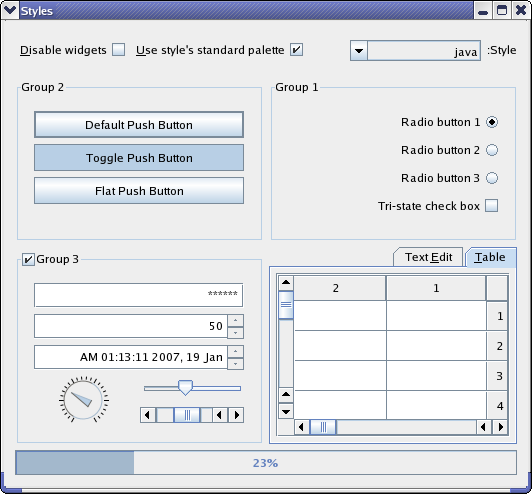 Styles
Disable widgets
Use style's standard palette
java
:Style
Group 2
Default Push Button
Toggle Push Button
Flat Push Button
Group 1
Radio button 1
Radio button 2
Radio button 3
Tri-state check box
Group 3
******
50
AM 01:13:11 2007, 19 Jan
Text Edit
Table
2 1
1
2
3
4
23%